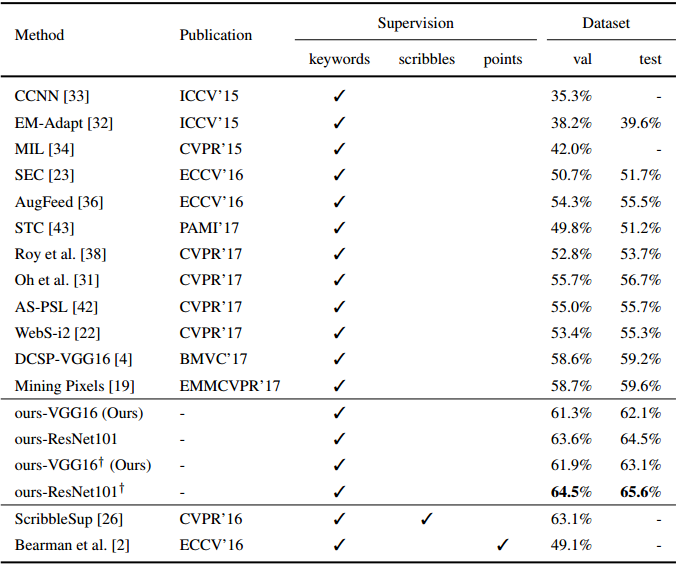 Method Publication Supervision Dataset
keywords scribbles points val test
CCNN [33] ICCV'15 ✓ 35.3% -
EM-Adapt [32] ICCV'15 ✓ 38.2% 39.6%
MIL [34] CVPR'15 ✓ 42.0% -
SEC [23] ECCV'16 ✓ 50.7% 51.7%
AugFeed [36] ECCV'16 ✓ 54.3% 55.5%
STC [43] PAMI'17 ✓ 49.8% 51.2%
Roy et al. [38] CVPR'17 ✓ 52.8% 53.7%
Oh et al. [31] CVPR'17 ✓ 55.7% 56.7%
AS-PSL [42] CVPR'17 ✓ 55.0% 55.7%
WebS-i2 [22] CVPR'17 ✓ 53.4% 55.3%
DCSP-VGG16 [4] BMVC'17 ✓ 58.6% 59.2%
Mining Pixels [19] EMMCVPR'17 ✓ 58.7% 59.6%
ours-VGG16 (Ours) - ✓ 61.3% 62.1%
ours-ResNet101 - ✓ 63.6% 64.5%
ours-VGG16† (Ours) - ✓ 61.9% 63.1%
ours-ResNet101† - ✓ 64.5% 65.6%
ScribbleSup [26] CVPR'16 ✓ ✓ 63.1% -
Bearman et al. [2] ECCV'16 ✓ ✓ 49.1% -